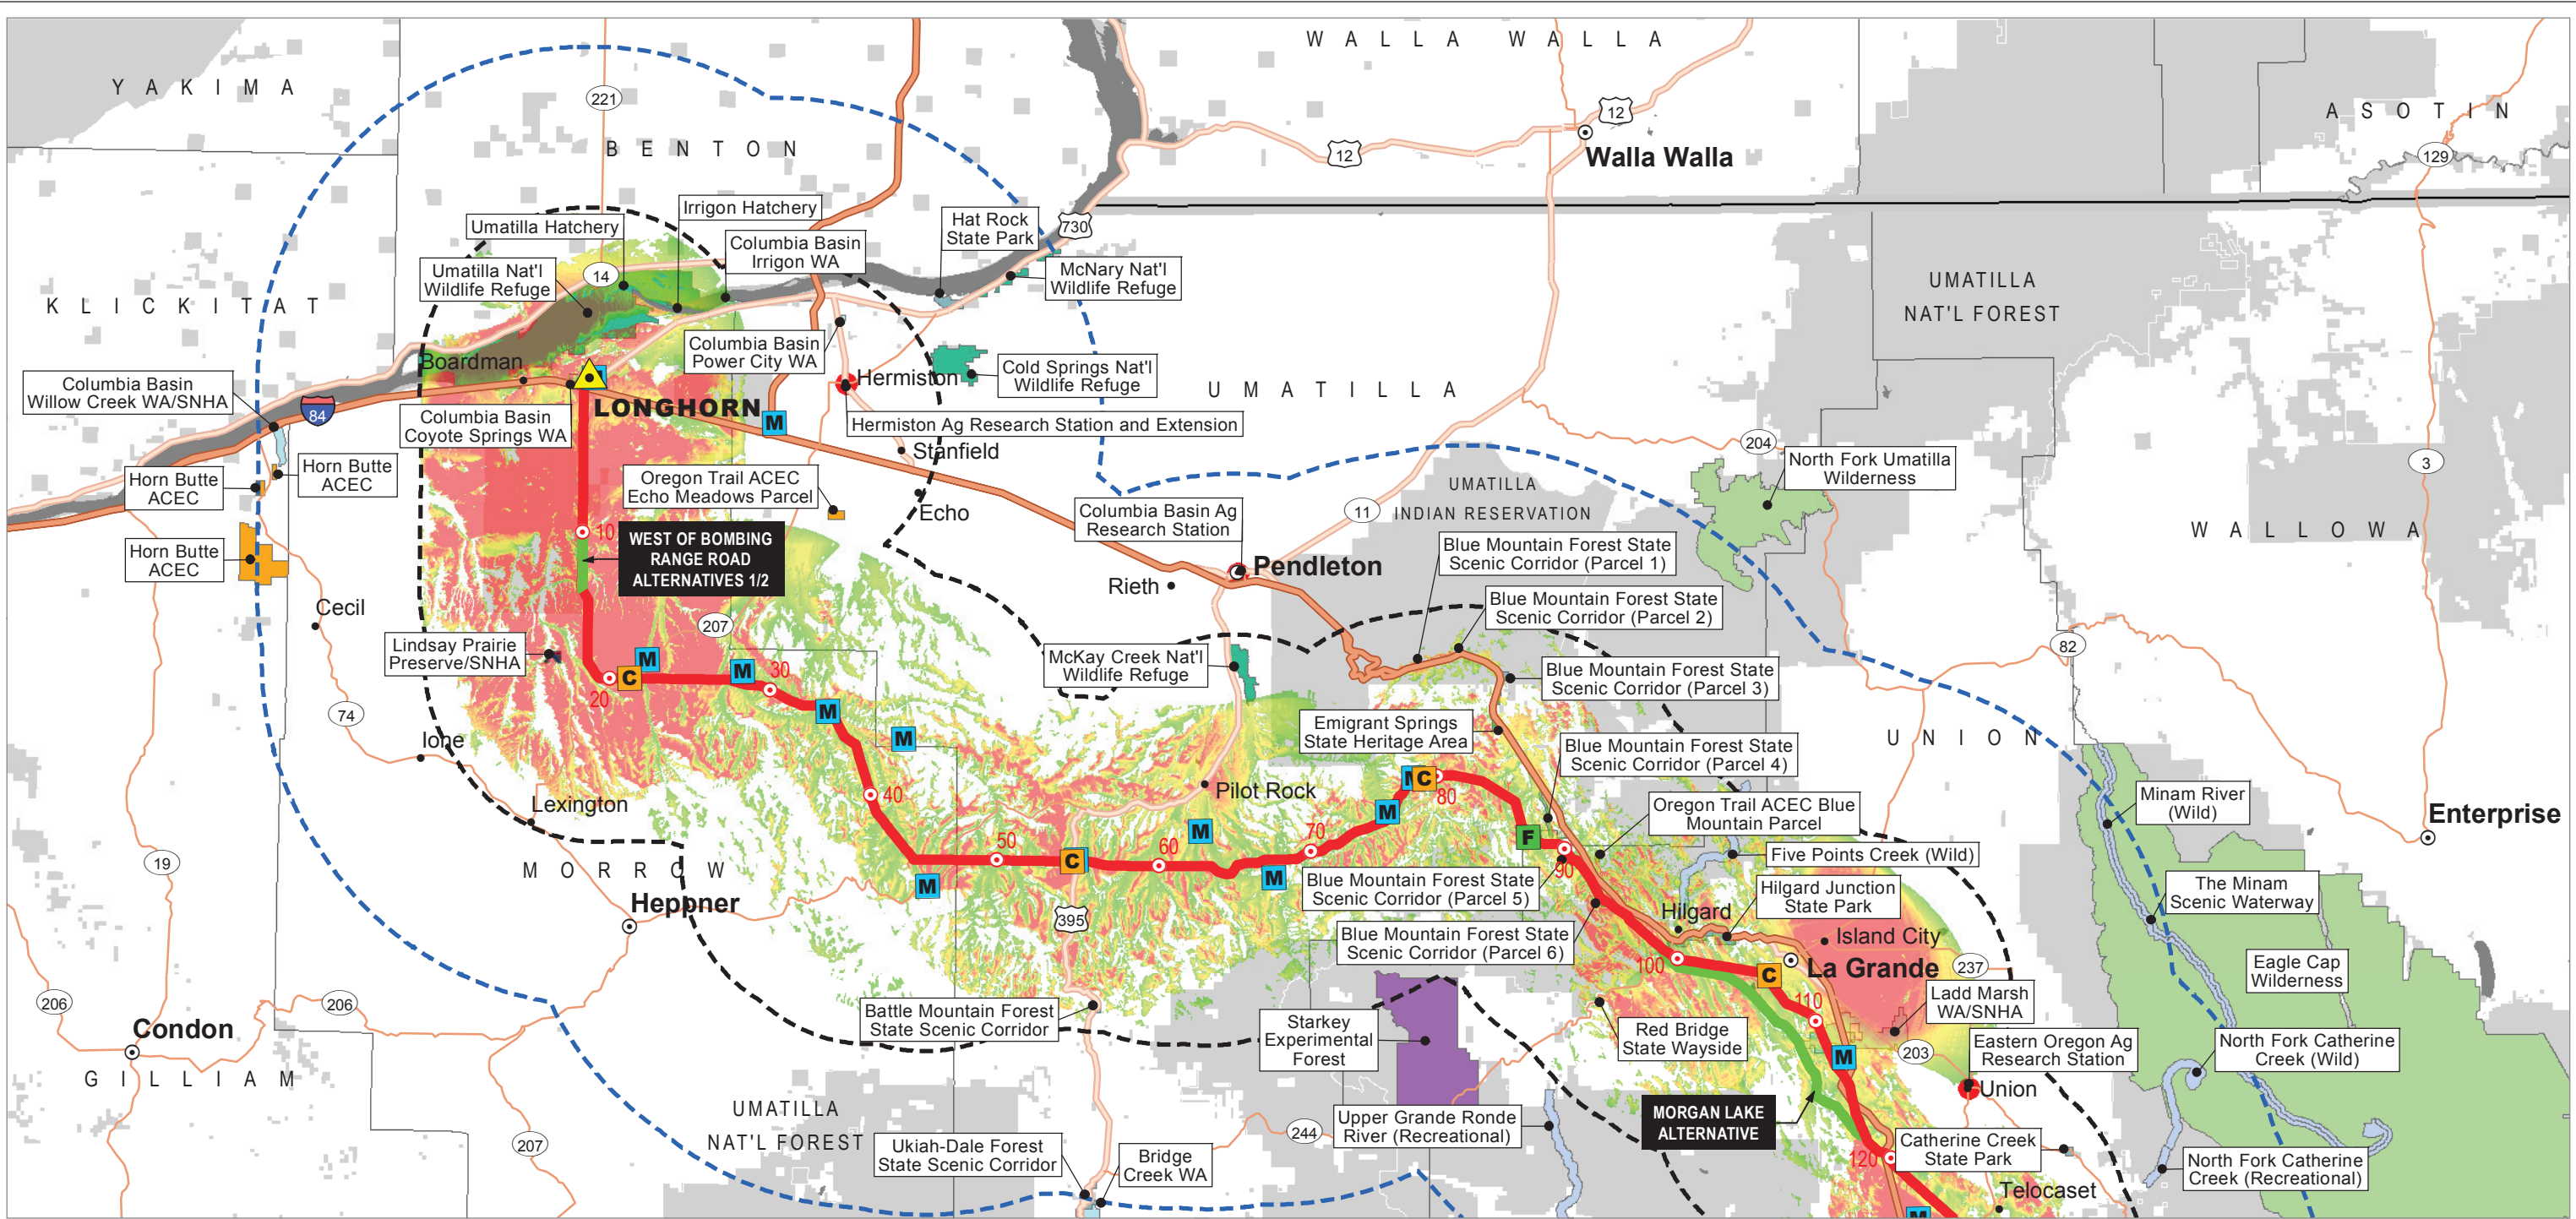 YAKIMA
WALLA WALLA
ASOTIN
BENTON
KLICKITAT
221
12
12
Walla Walla
129
730
Umatilla Hatchery
Irrigon Hatchery
Columbia Basin
Irrigon WA
Hat Rock
State Park
McNary Nat'l
Wildlife Refuge
Umatilla Nat'l
Wildlife Refuge
14
UMATILLA
NAT'L FOREST
Boardman
Columbia Basin
Power City WA
Hermiston
Cold Springs Nat'l
Wildlife Refuge
UMATILLA
Columbia Basin
Willow Creek WA/SNHA
84
LONGHORN
M
Columbia Basin
Coyote Springs WA
Hermiston Ag Research Station and Extension
Stanfield
204
3
Horn Butte
ACEC
Horn Butte
ACEC
Horn Butte
ACEC
Oregon Trail ACEC
Echo Meadows Parcel
Echo
Columbia Basin Ag
Research Station
11
UMATILLA
INDIAN RESERVATION
North Fork Umatilla
Wilderness
WALLOWA
10
WEST OF BOMBING
RANGE ROAD
ALTERNATIVES 1/2
Rieth
Pendleton
Blue Mountain Forest State
Scenic Corridor (Parcel 1)
Blue Mountain Forest State
Scenic Corridor (Parcel 2)
Blue Mountain Forest State
Scenic Corridor (Parcel 3)
Cecil
207
82
Lindsay Prairie
Preserve/SNHA
McKay Creek Nat'l
Wildlife Refuge
20
C
M
M
30
M
M
74
Ione
Lexington
40
Pilot Rock
Emigrant Springs
State Heritage Area
Blue Mountain Forest State
Scenic Corridor (Parcel 4)
UNION
M
C
80
M
F
M
70
60
50
C
M
M
90
Oregon Trail ACEC Blue
Mountain Parcel
Five Points Creek (Wild)
Minam River
(Wild)
Enterprise
19
MORROW
Heppner
395
Blue Mountain Forest State
Scenic Corridor (Parcel 5)
Blue Mountain Forest State
Scenic Corridor (Parcel 6)
Hilgard
Hilgard Junction
State Park
Island City
La Grande
The Minam
Scenic Waterway
100
C
237
Eagle Cap
Wilderness
206
206
Condon
GILLIAM
Battle Mountain Forest
State Scenic Corridor
Starkey
Experimental
Forest
Red Bridge
State Wayside
110
M
Ladd Marsh
WA/SNHA
203
Eastern Oregon Ag
Research Station
Union
North Fork Catherine
Creek (Wild)
UMATILLA
NAT'L FOREST
207
Ukiah-Dale Forest
State Scenic Corridor
Bridge
Creek WA
244
Upper Grande Ronde
River (Recreational)
MORGAN LAKE
ALTERNATIVE
120
Catherine Creek
State Park
North Fork Catherine
Creek (Recreational)
Telocaset
M